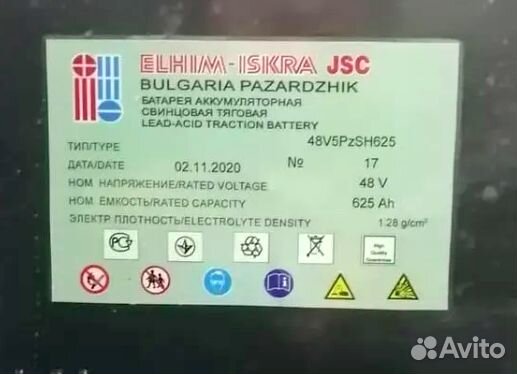 ELHIM-ISKRA JSC
BULGARIA PAZARDZHIK
БАТАРЕЯ АККУМУЛЯТОРНАЯ
СВИНЦОВАЯ ТЯГОВАЯ
LEAD-ACID TRACTION BATTERY
ТИП/TYPE 48V5PzSH625
ДАТА/DATE 02.11.2020 № 17
НОМ. НАПРЯЖЕНИЕ/RATED VOLTAGE 48 V
НОМ. ЕМКОСТЬ/RATED CAPACITY 625 Ah
ЭЛЕКТР ПЛОТНОСТЬ/ELECTROLYTE DENSITY 1.28 g/cm³
High
Quality
Guarantee
Avito